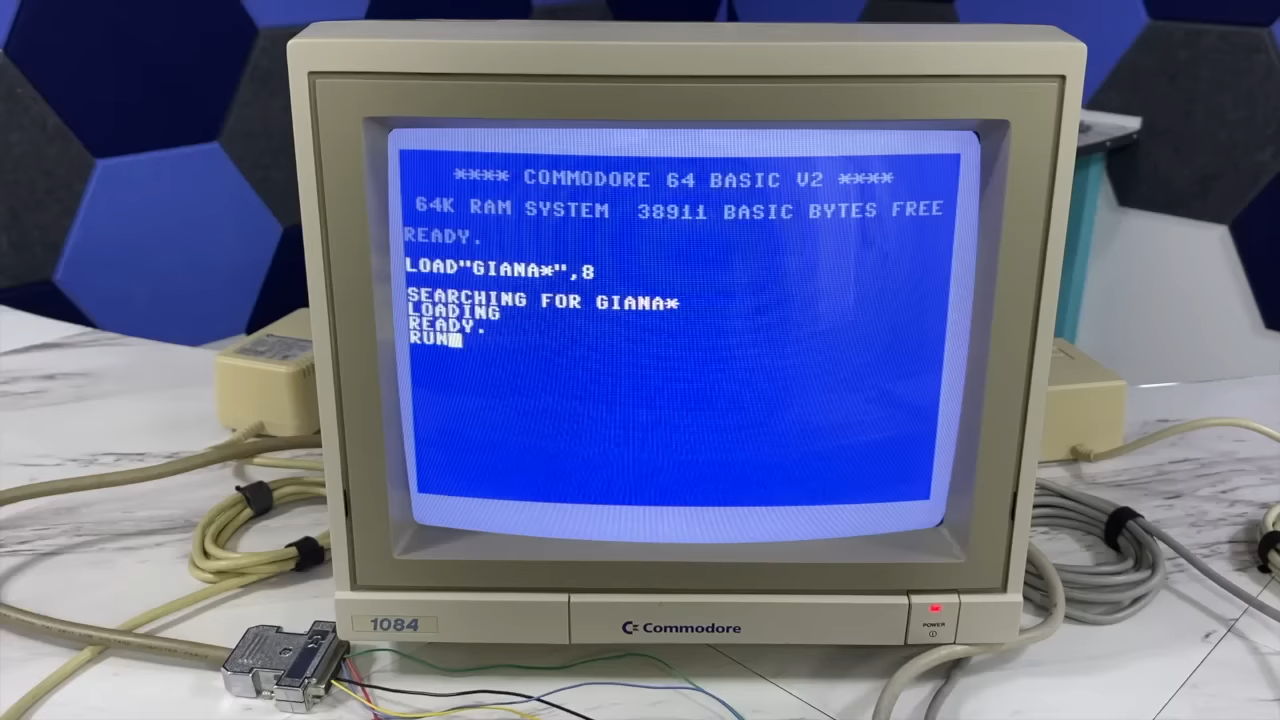 **** COMMODORE 64 BASIC V2 ****
64K RAM SYSTEM  38911 BASIC BYTES FREE
READY.
LOAD"GIANA*",8
SEARCHING FOR GIANA*
LOADING
READY.
RUN
1084
Commodore
POWER